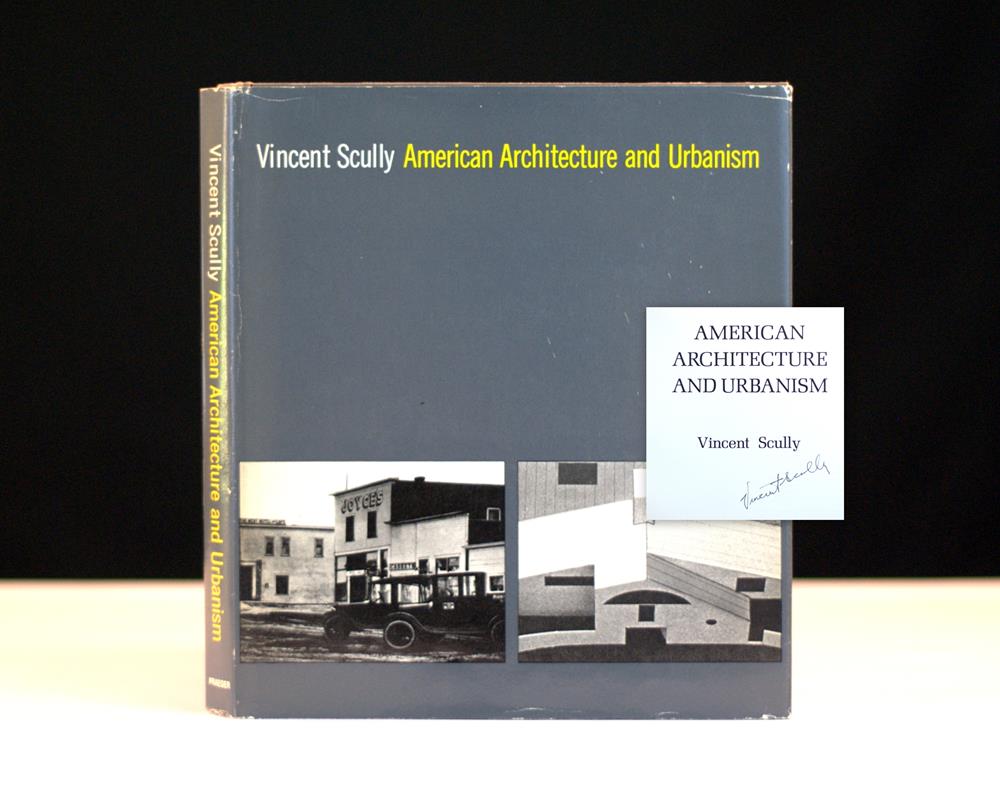 Vincent Scully American Architecture and Urbanism
Vincent Scully American Architecture and Urbanism
PRAEGER
JOYCES
AMERICAN
ARCHITECTURE
AND URBANISM
Vincent Scully
Vincent Scully